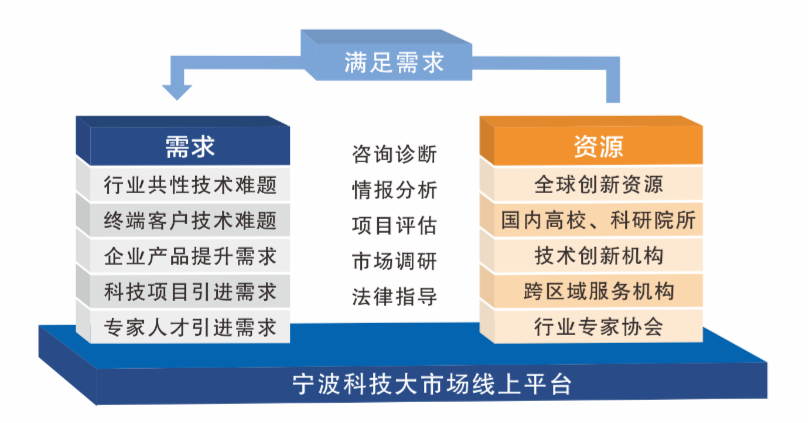 满足需求
需求
行业共性技术难题
终端客户技术难题
企业产品提升需求
科技项目引进需求
专家人才引进需求
咨询诊断
情报分析
项目评估
市场调研
法律指导
资源
全球创新资源
国内高校、科研院所
技术创新机构
跨区域服务机构
行业专家协会
宁波科技大市场线上平台